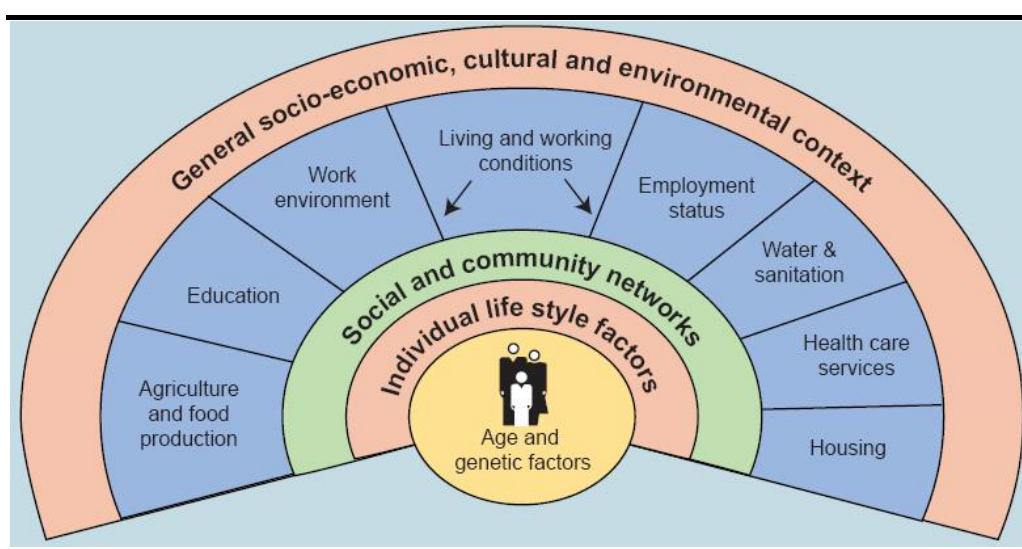 General socio-economic, cultural and environmental context
Living and working
conditions
Work
environment
Employment
status
Education
Water &
sanitation
Agriculture
and food
production
Health care
services
Housing
Social and community networks
Individual life style factors
Age and
genetic factors